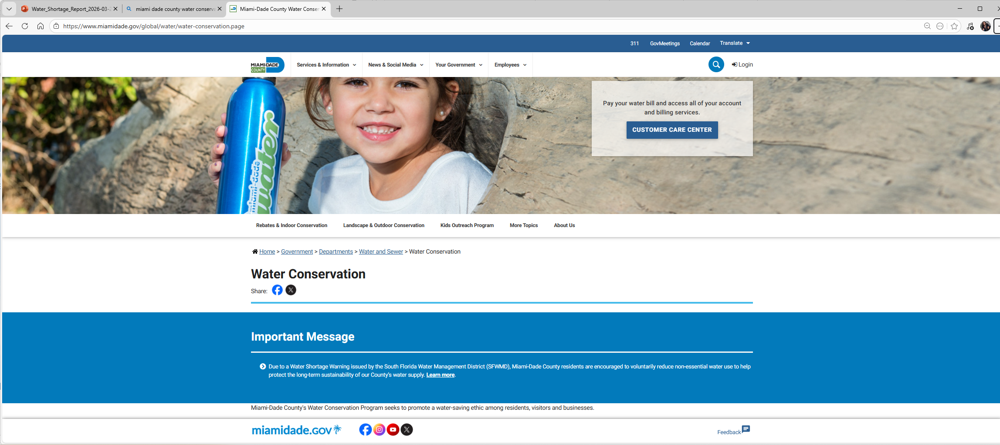 Water_Shortage_Report_2026-03-2
miami dade county water conserva
Miami-Dade County Water Conser
https://www.miamidade.gov/global/water/water-conservation.page
311
GovMeetings
Calendar
Translate
MIAMI-DADE
COUNTY
Services & Information
News & Social Media
Your Government
Employees
Login
miami-dade
water
Pay your water bill and access all of your account
and billing services.
CUSTOMER CARE CENTER
Rebates & Indoor Conservation
Landscape & Outdoor Conservation
Kids Outreach Program
More Topics
About Us
Home > Government > Departments > Water and Sewer > Water Conservation
Water Conservation
Share:
Important Message
Due to a Water Shortage Warning issued by the South Florida Water Management District (SFWMD), Miami-Dade County residents are encouraged to voluntarily reduce non-essential water use to help
protect the long-term sustainability of our County's water supply. Learn more.
Miami-Dade County's Water Conservation Program seeks to promote a water-saving ethic among residents, visitors and businesses.
miamidade.gov
Feedback